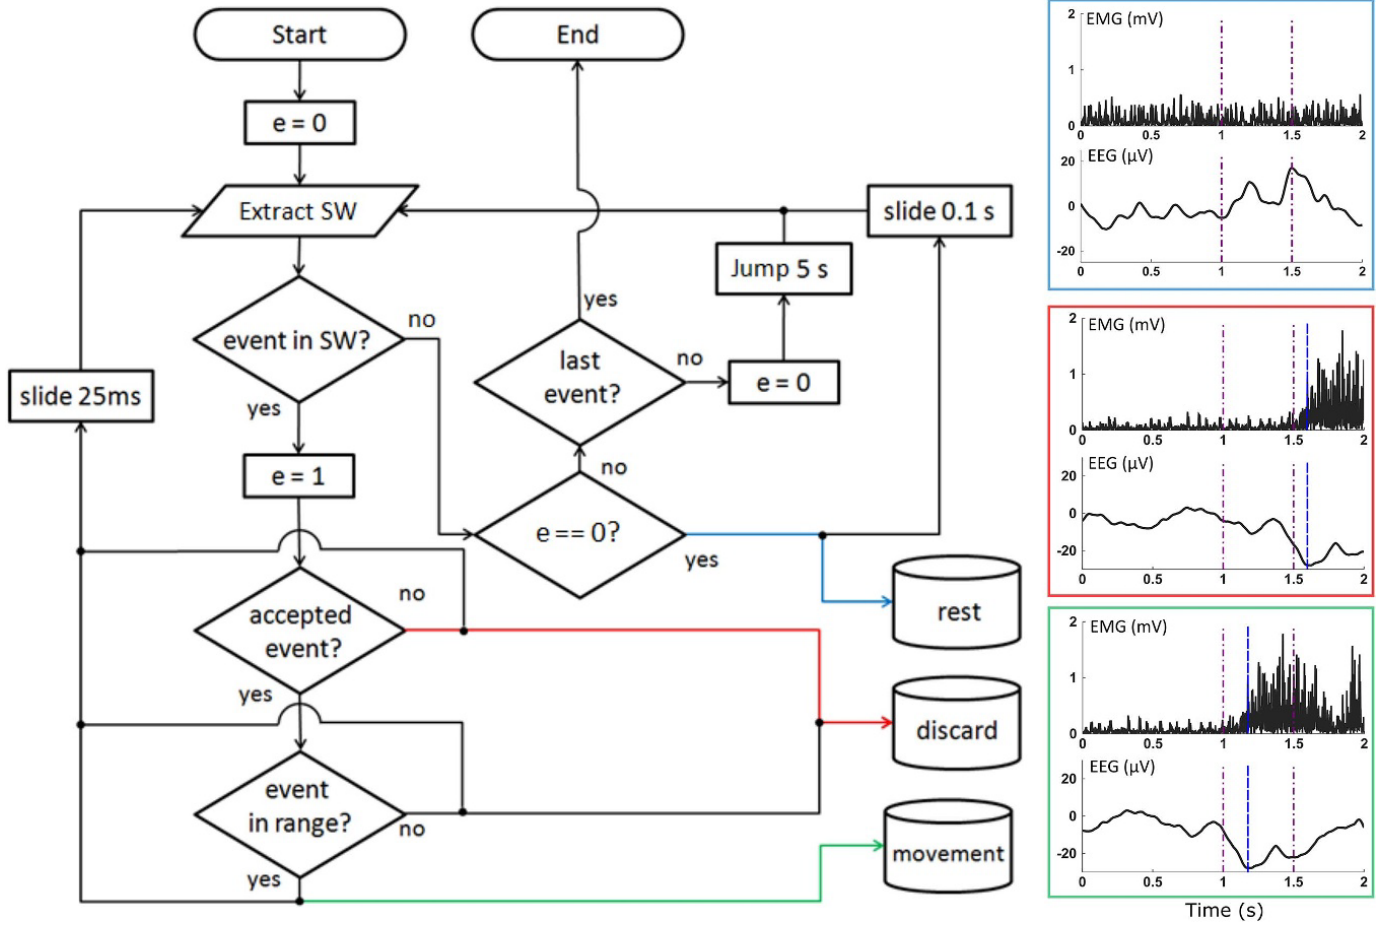 Start
End
e = 0
Extract SW
slide 0.1 s
Jump 5 s
event in SW?
no
yes
last
event?
yes
no
e = 0
slide 25ms
e = 1
e == 0?
no
yes
accepted
event?
no
yes
event
in range?
no
yes
rest
discard
movement
EMG (mV)
2
1
0
0 0.5 1 1.5 2
EEG (µV)
20
0
-20
0 0.5 1 1.5 2
EMG (mV)
2
1
0
0 0.5 1 1.5 2
EEG (µV)
20
0
-20
0 0.5 1 1.5 2
EMG (mV)
2
1
0
0 0.5 1 1.5 2
EEG (µV)
20
0
-20
0 0.5 1 1.5 2
Time (s)